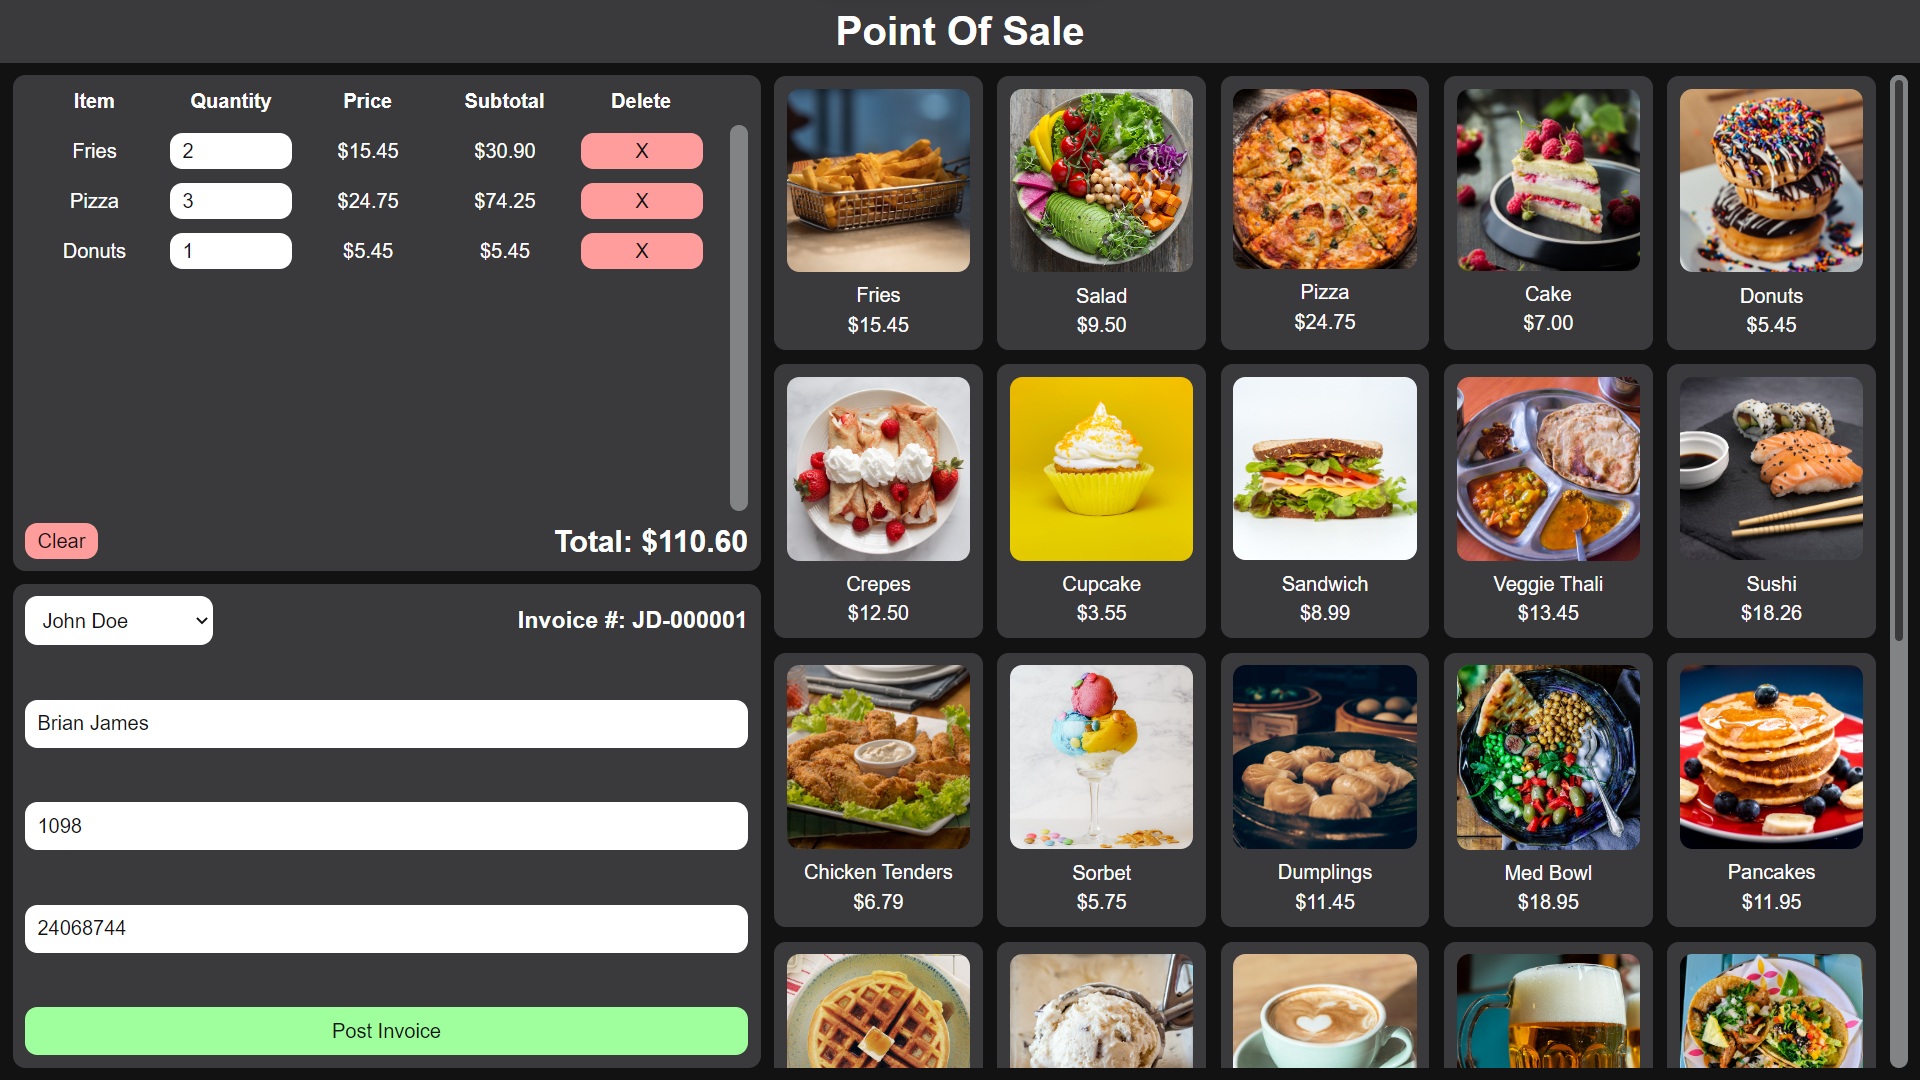 Point Of Sale
Item Quantity Price Subtotal Delete
Fries 2 $15.45 $30.90 X
Pizza 3 $24.75 $74.25 X
Donuts 1 $5.45 $5.45 X
Clear Total: $110.60
John Doe Invoice #: JD-000001
Brian James
1098
24068744
Post Invoice
Fries Salad Pizza Cake Donuts
$15.45 $9.50 $24.75 $7.00 $5.45
Crepes Cupcake Sandwich Veggie Thali Sushi
$12.50 $3.55 $8.99 $13.45 $18.26
Chicken Tenders Sorbet Dumplings Med Bowl Pancakes
$6.79 $5.75 $11.45 $18.95 $11.95